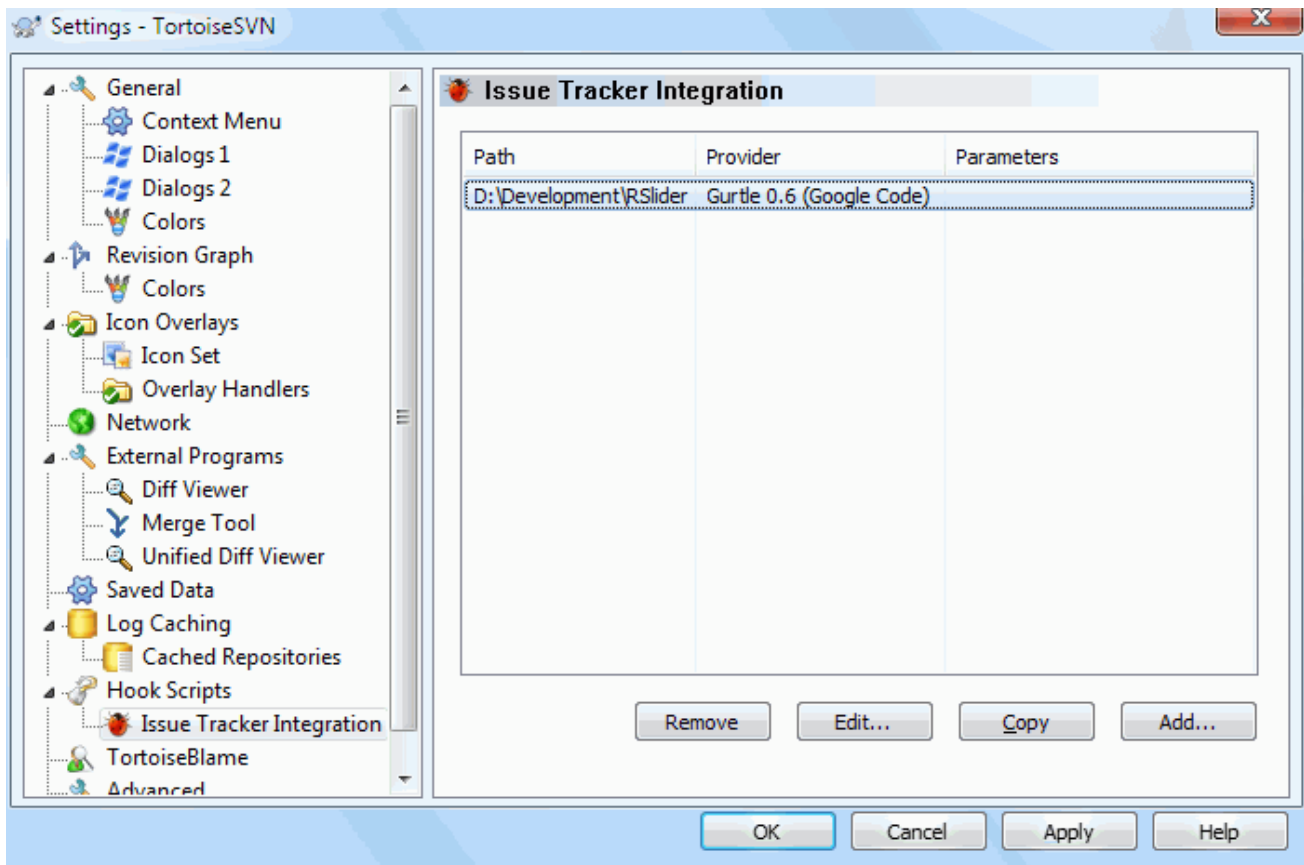 Settings - TortoiseSVN
General
Context Menu
Dialogs 1
Dialogs 2
Colors
Revision Graph
Colors
Icon Overlays
Icon Set
Overlay Handlers
Network
External Programs
Diff Viewer
Merge Tool
Unified Diff Viewer
Saved Data
Log Caching
Cached Repositories
Hook Scripts
Issue Tracker Integration
TortoiseBlame
Advanced
Issue Tracker Integration
Path Provider Parameters
D:\Development\RSlider Gurtle 0.6 (Google Code)
Remove Edit... Copy Add...
OK Cancel Apply Help